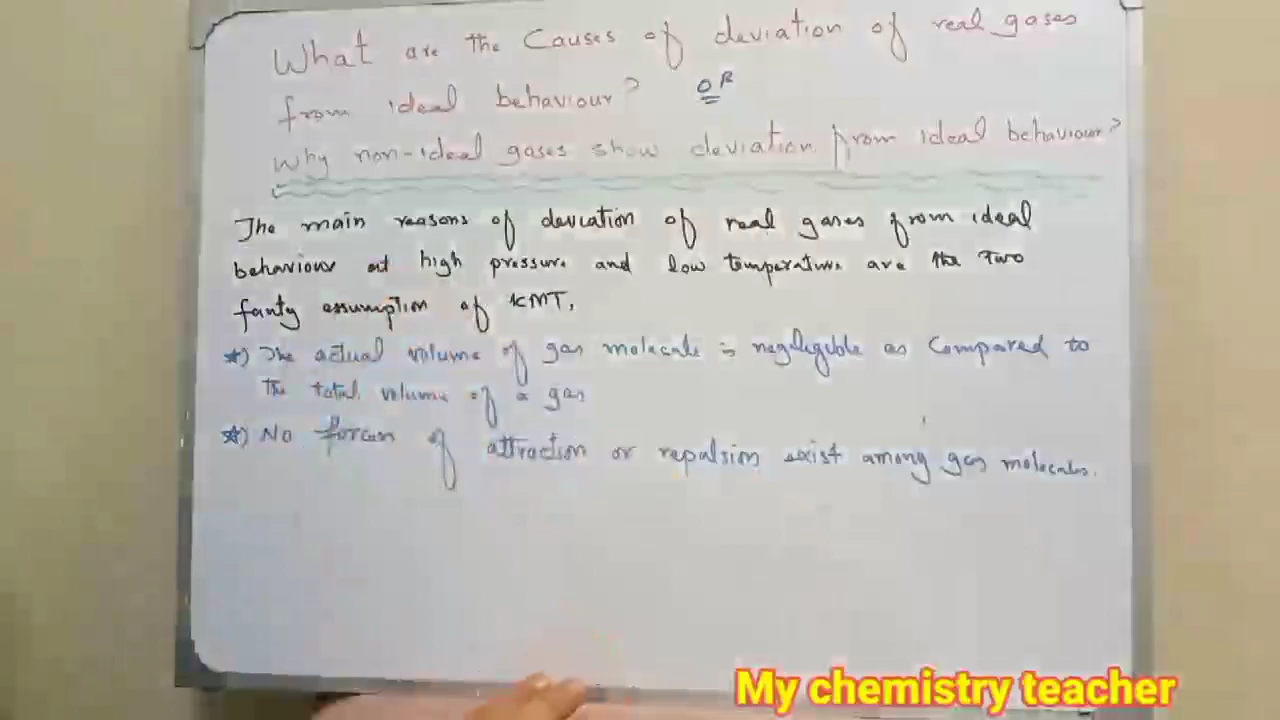 What are the Causes of deviation of real gases
from ideal behaviour? OR
Why non-ideal gases show deviation from ideal behaviour?
The main reasons of deviation of real gases from ideal
behaviour at high pressure and low temperature are the Two
faulty assumption of KMT.
*) The actual volume of gas molecule is negelegible as Compared to
the total volume of a gas
*) No forces of attraction or repulsion exist among gas molecules.
My chemistry teacher